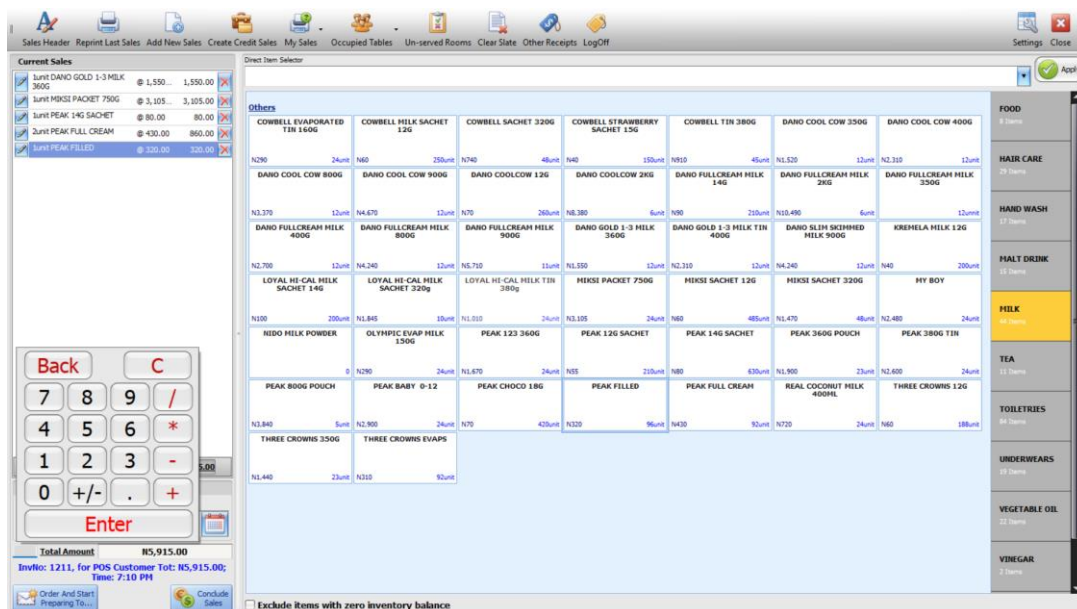 Sales Header Reprint Last Sales Add New Sales Create Credit Sales My Sales Occupied Tables Un-served Rooms Clear Slate Other Receipts LogOff Settings Close
Current Sales
1unit DANO GOLD 1-3 MILK 360G @ 1,550... 1,550.00
1unit MIKSI PACKET 750G @ 3,105... 3,105.00
1unit PEAK 14G SACHET @ 80.00 80.00
2unit PEAK FULL CREAM @ 430.00 860.00
1unit PEAK FILLED @ 320.00 320.00
Back C
7 8 9 /
4 5 6 *
1 2 3 -
5.00
0 +/- . +
Enter
Total Amount N5,915.00
InvNo: 1211, for POS Customer Tot: N5,915.00;
Time: 7:10 PM
Order And Start
Preparing To...
Conclude
Sales
Direct Item Selector
Appl
Others
COWBELL EVAPORATED TIN 160G COWBELL MILK SACHET 12G COWBELL SACHET 320G COWBELL STRAWBERRY SACHET 15G COWBELL TIN 380G DANO COOL COW 350G DANO COOL COW 400G
N290 24unit N60 250unit N740 48unit N40 150unit N910 45unit N1,520 12unit N2,310 12unit
DANO COOL COW 800G DANO COOL COW 900G DANO COOLCOW 12G DANO COOLCOW 2KG DANO FULLCREAM MILK 14G DANO FULLCREAM MILK 2KG DANO FULLCREAM MILK 350G
N3,370 12unit N4,670 12unit N70 260unit N8,380 6unit N90 210unit N10,490 6unit 12unnit
DANO FULLCREAM MILK 400G DANO FULLCREAM MILK 800G DANO FULLCREAM MILK 900G DANO GOLD 1-3 MILK 360G DANO GOLD 1-3 MILK TIN 400G DANO SLIM SKIMMED MILK 900G KREMELA MILK 12G
N2,700 12unit N4,240 12unit N5,710 11unit N1,550 12unit N2,310 12unit N4,240 12unit N40 200unit
LOYAL HI-CAL MILK SACHET 14G LOYAL HI-CAL MILK SACHET 320g LOYAL HI-CAL MILK TIN 380g MIKSI PACKET 750G MIKSI SACHET 12G MIKSI SACHET 320G MY BOY
N100 200unit N1,845 10unit N1,010 24unit N3,105 24unit N60 485unit N1,470 48unit N2,480 24unit
NIDO MILK POWDER OLYMPIC EVAP MILK 150G PEAK 123 360G PEAK 12G SACHET PEAK 14G SACHET PEAK 360G POUCH PEAK 380G TIN
0 N290 24unit N1,670 24unit N55 210unit N80 630unit N1,900 23unit N2,600 24unit
PEAK 800G POUCH PEAK BABY 0-12 PEAK CHOCO 18G PEAK FILLED PEAK FULL CREAM REAL COCONUT MILK 400ML THREE CROWNS 12G
N3,840 5unit N2,900 24unit N70 420unit N320 96unit N430 92unit N720 24unit N60 188unit
THREE CROWNS 350G THREE CROWNS EVAPS
N1,440 23unit N310 92unit
Exclude items with zero inventory balance
FOOD
8 Items
HAIR CARE
29 Items
HAND WASH
17 Items
MALT DRINK
15 Items
MILK
44 Items
TEA
11 Items
TOILETRIES
84 Items
UNDERWEARS
19 Items
VEGETABLE OIL
22 Items
VINEGAR
2 Items